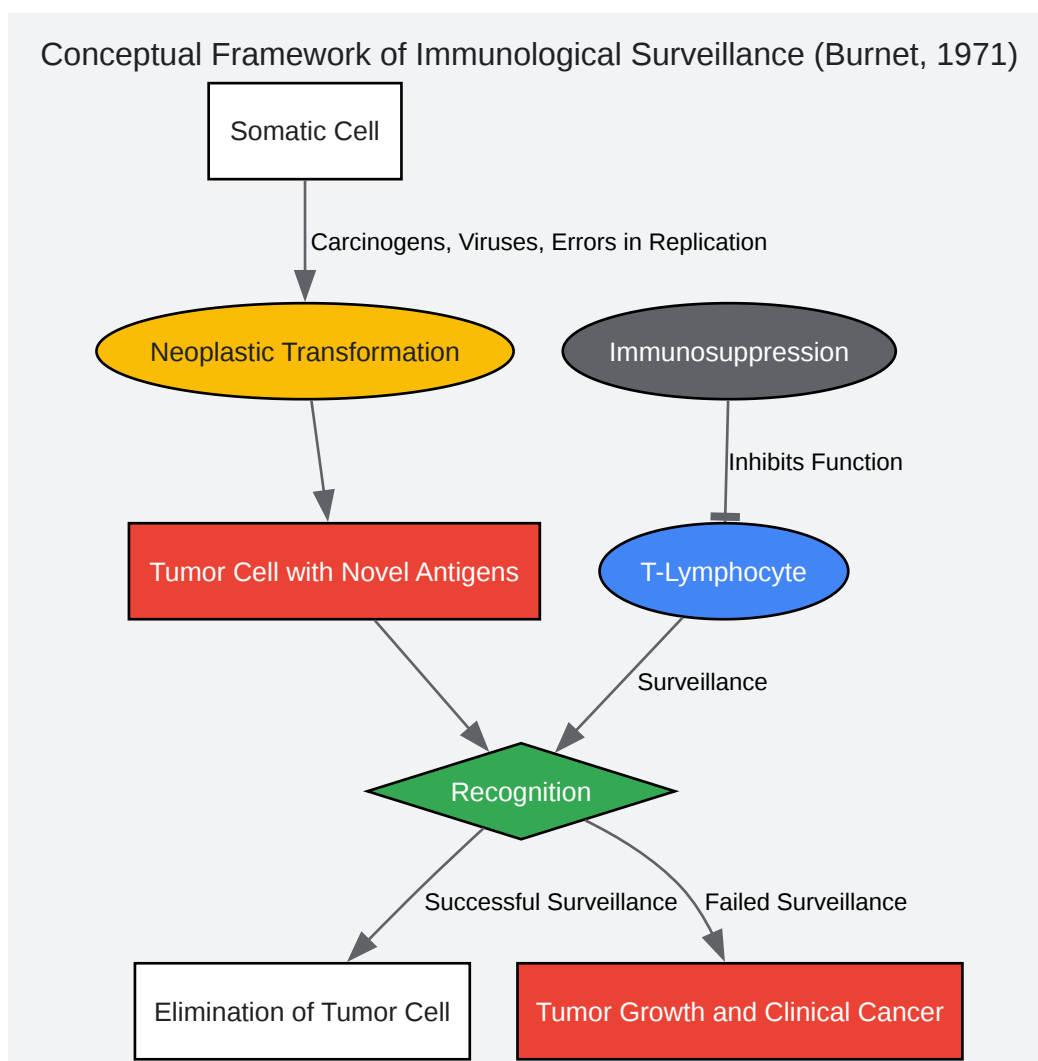 Conceptual Framework of Immunological Surveillance (Burnet, 1971)
Somatic Cell
Carcinogens, Viruses, Errors in Replication
Neoplastic Transformation
Immunosuppression
Inhibits Function
Tumor Cell with Novel Antigens
T-Lymphocyte
Surveillance
Recognition
Successful Surveillance
Failed Surveillance
Elimination of Tumor Cell
Tumor Growth and Clinical Cancer